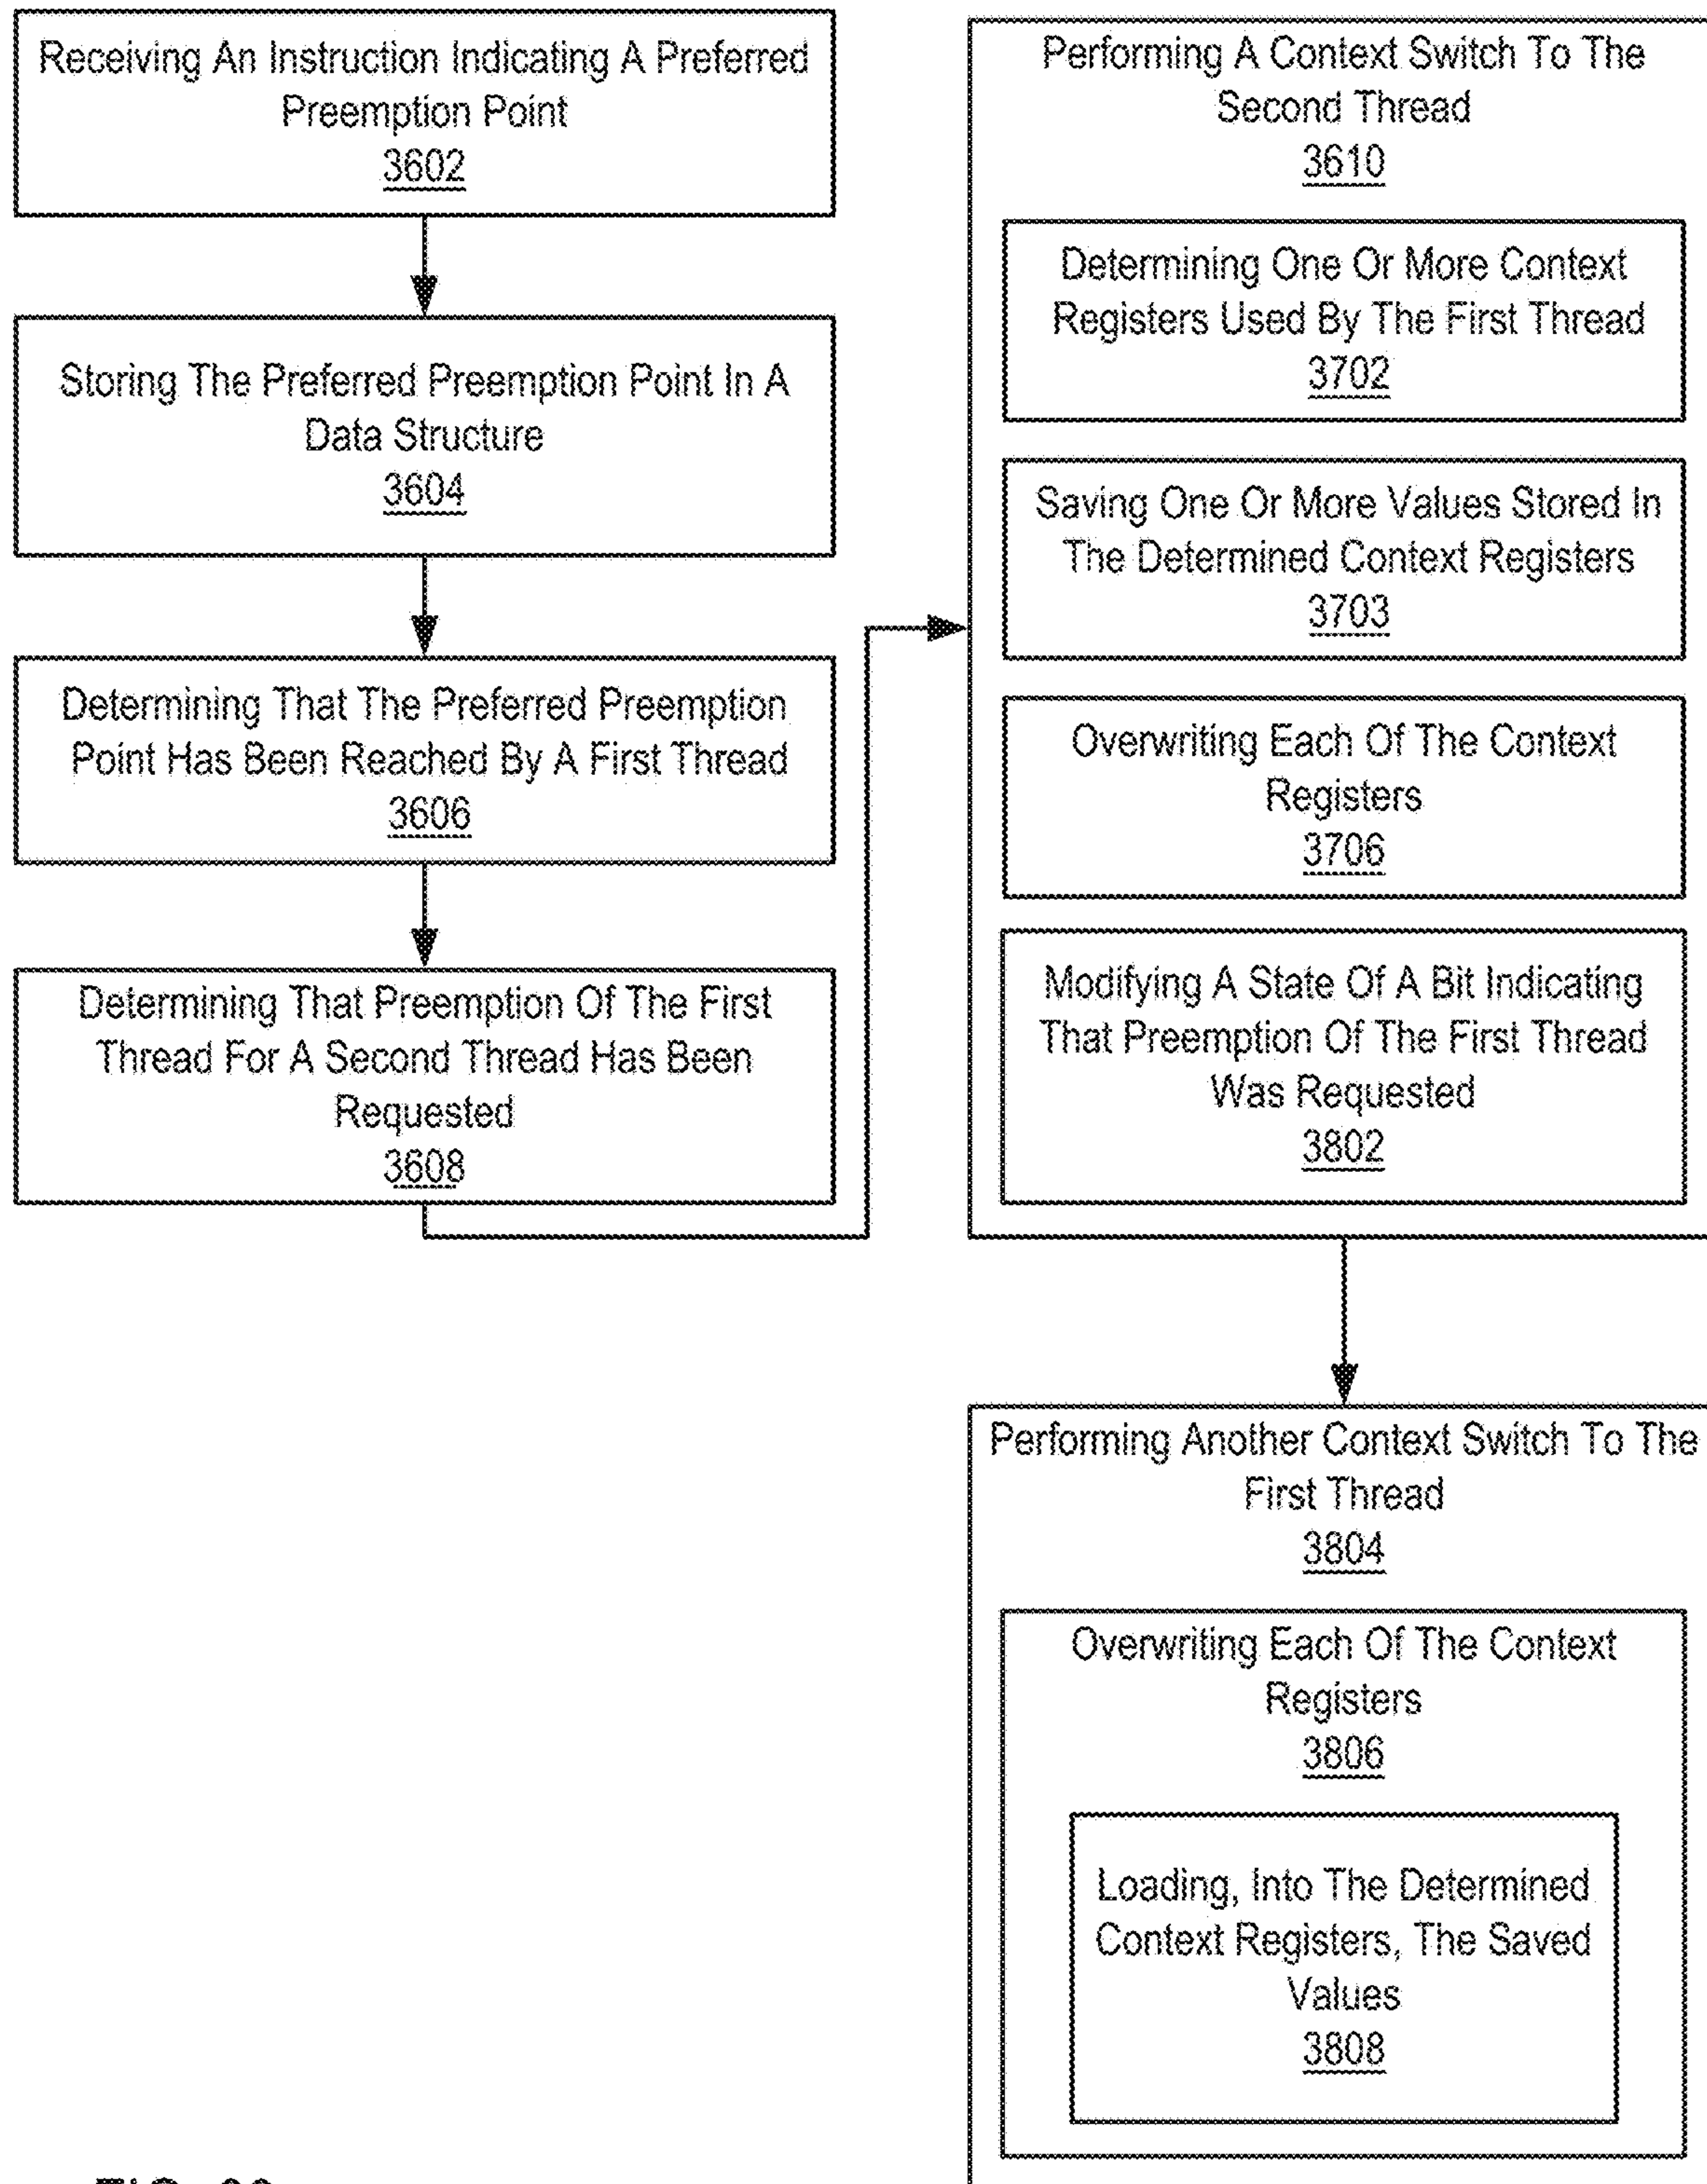 Receiving An Instruction Indicating A Preferred
Preemption Point
3602
Storing The Preferred Preemption Point In A
Data Structure
3604
Determining That The Preferred Preemption
Point Has Been Reached By A First Thread
3606
Determining That Preemption Of The First
Thread For A Second Thread Has Been
Requested
3608
Performing A Context Switch To The
Second Thread
3610
Determining One Or More Context
Registers Used By The First Thread
3702
Saving One Or More Values Stored In
The Determined Context Registers
3703
Overwriting Each Of The Context
Registers
3706
Modifying A State Of A Bit Indicating
That Preemption Of The First Thread
Was Requested
3802
Performing Another Context Switch To The
First Thread
3804
Overwriting Each Of The Context
Registers
3806
Loading, Into The Determined
Context Registers, The Saved
Values
3808